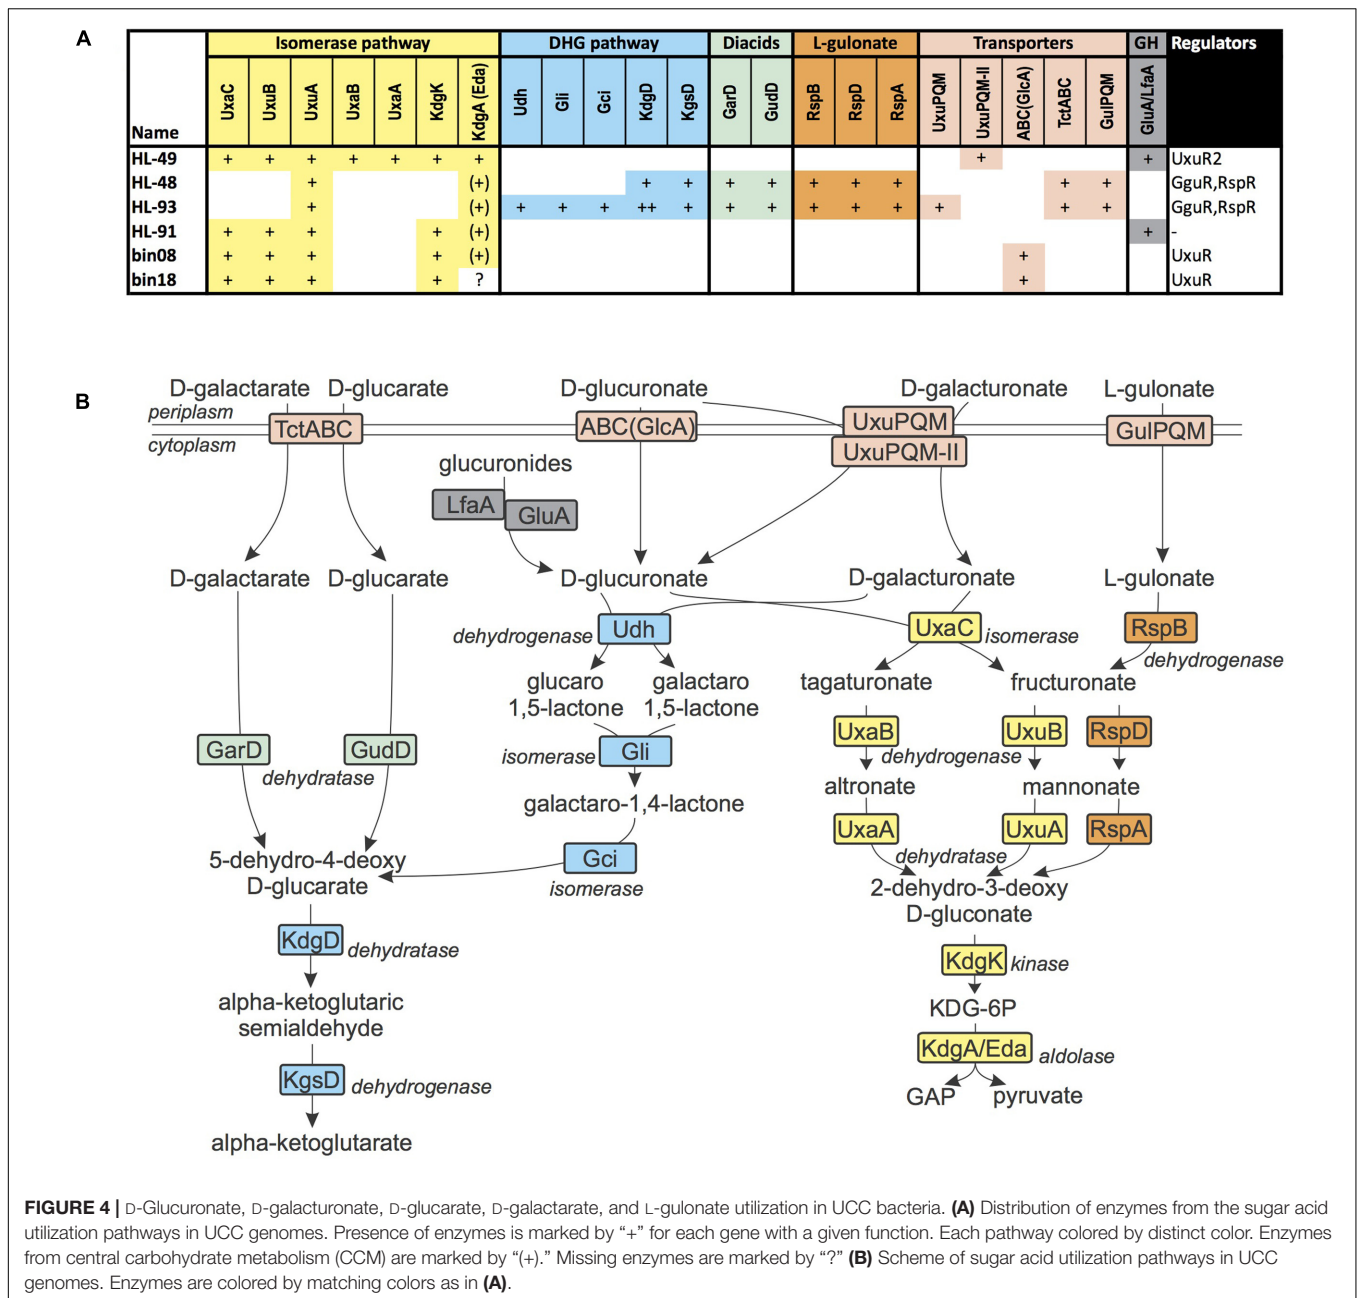 A
Isomerase pathway DHG pathway Diacids L-gulonate Transporters GH Regulators
Name UxaC UxuB UxuA UxaB UxaA KdgK KdgA (Eda) Udh Gli Gci KdgD KgsD GarD GudD RspB RspD RspA UxuPQM UxuPQM-II ABC(GlcA) TctABC GulPQM GluA/LfaA
HL-49 + + + + + + + + + UxuR2
HL-48 + (+) + + + + + + + + + GguR,RspR
HL-93 + (+) + + + ++ + + + + + + + + + GguR,RspR
HL-91 + + + + (+) + -
bin08 + + + + (+) + UxuR
bin18 + + + + ? + UxuR
B
D-galactarate D-glucarate D-glucuronate D-galacturonate L-gulonate
periplasm
TctABC ABC(GlcA) UxuPQM GulPQM
cytoplasm
UxuPQM-II
glucuronides
LfaA GluA
D-galactarate D-glucarate D-glucuronate D-galacturonate L-gulonate
dehydrogenase Udh UxaC isomerase RspB
dehydrogenase
glucaro galactaro tagaturonate fructuronate
1,5-lactone 1,5-lactone
UxaB UxuB RspD
GarD GudD isomerase Gli dehydrogenase
dehydratase
altronate mannonate
galactaro-1,4-lactone
UxaA UxuA RspA
5-dehydro-4-deoxy Gci dehydratase
D-glucarate isomerase 2-dehydro-3-deoxy
D-gluconate
KdgD dehydratase
KdgK kinase
alpha-ketoglutaric KDG-6P
semialdehyde
KdgA/Eda aldolase
KgsD dehydrogenase
GAP pyruvate
alpha-ketoglutarate
FIGURE 4 | D-Glucuronate, D-galacturonate, D-glucarate, D-galactarate, and L-gulonate utilization in UCC bacteria. (A) Distribution of enzymes from the sugar acid
utilization pathways in UCC genomes. Presence of enzymes is marked by “+” for each gene with a given function. Each pathway colored by distinct color. Enzymes
from central carbohydrate metabolism (CCM) are marked by “(+).” Missing enzymes are marked by “?” (B) Scheme of sugar acid utilization pathways in UCC
genomes. Enzymes are colored by matching colors as in (A).